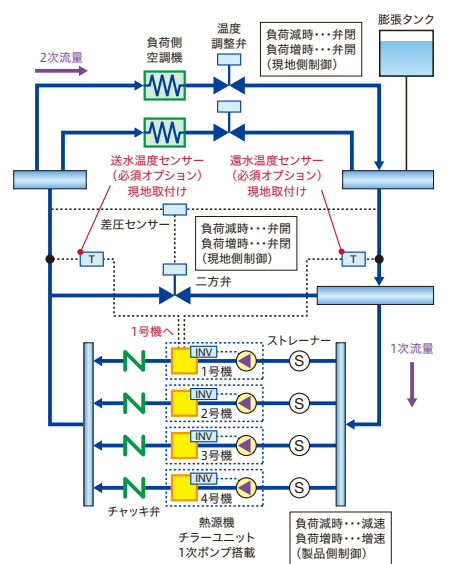 膨張タンク
負荷側
空調機
温度
調整弁
負荷減時･･･弁閉
負荷増時･･･弁開
(現地側制御)
2次流量
送水温度センサー
(必須オプション)
現地取付け
還水温度センサー
(必須オプション)
現地取付け
差圧センサー
負荷減時･･･弁開
負荷増時･･･弁閉
(現地側制御)
T
T
二方弁
1号機へ
ストレーナー
1次流量
INV
1号機
S
INV
2号機
S
INV
3号機
S
INV
4号機
S
チャッキ弁
熱源機
チラーユニット
1次ポンプ搭載
負荷減時･･･減速
負荷増時･･･増速
(製品側制御)